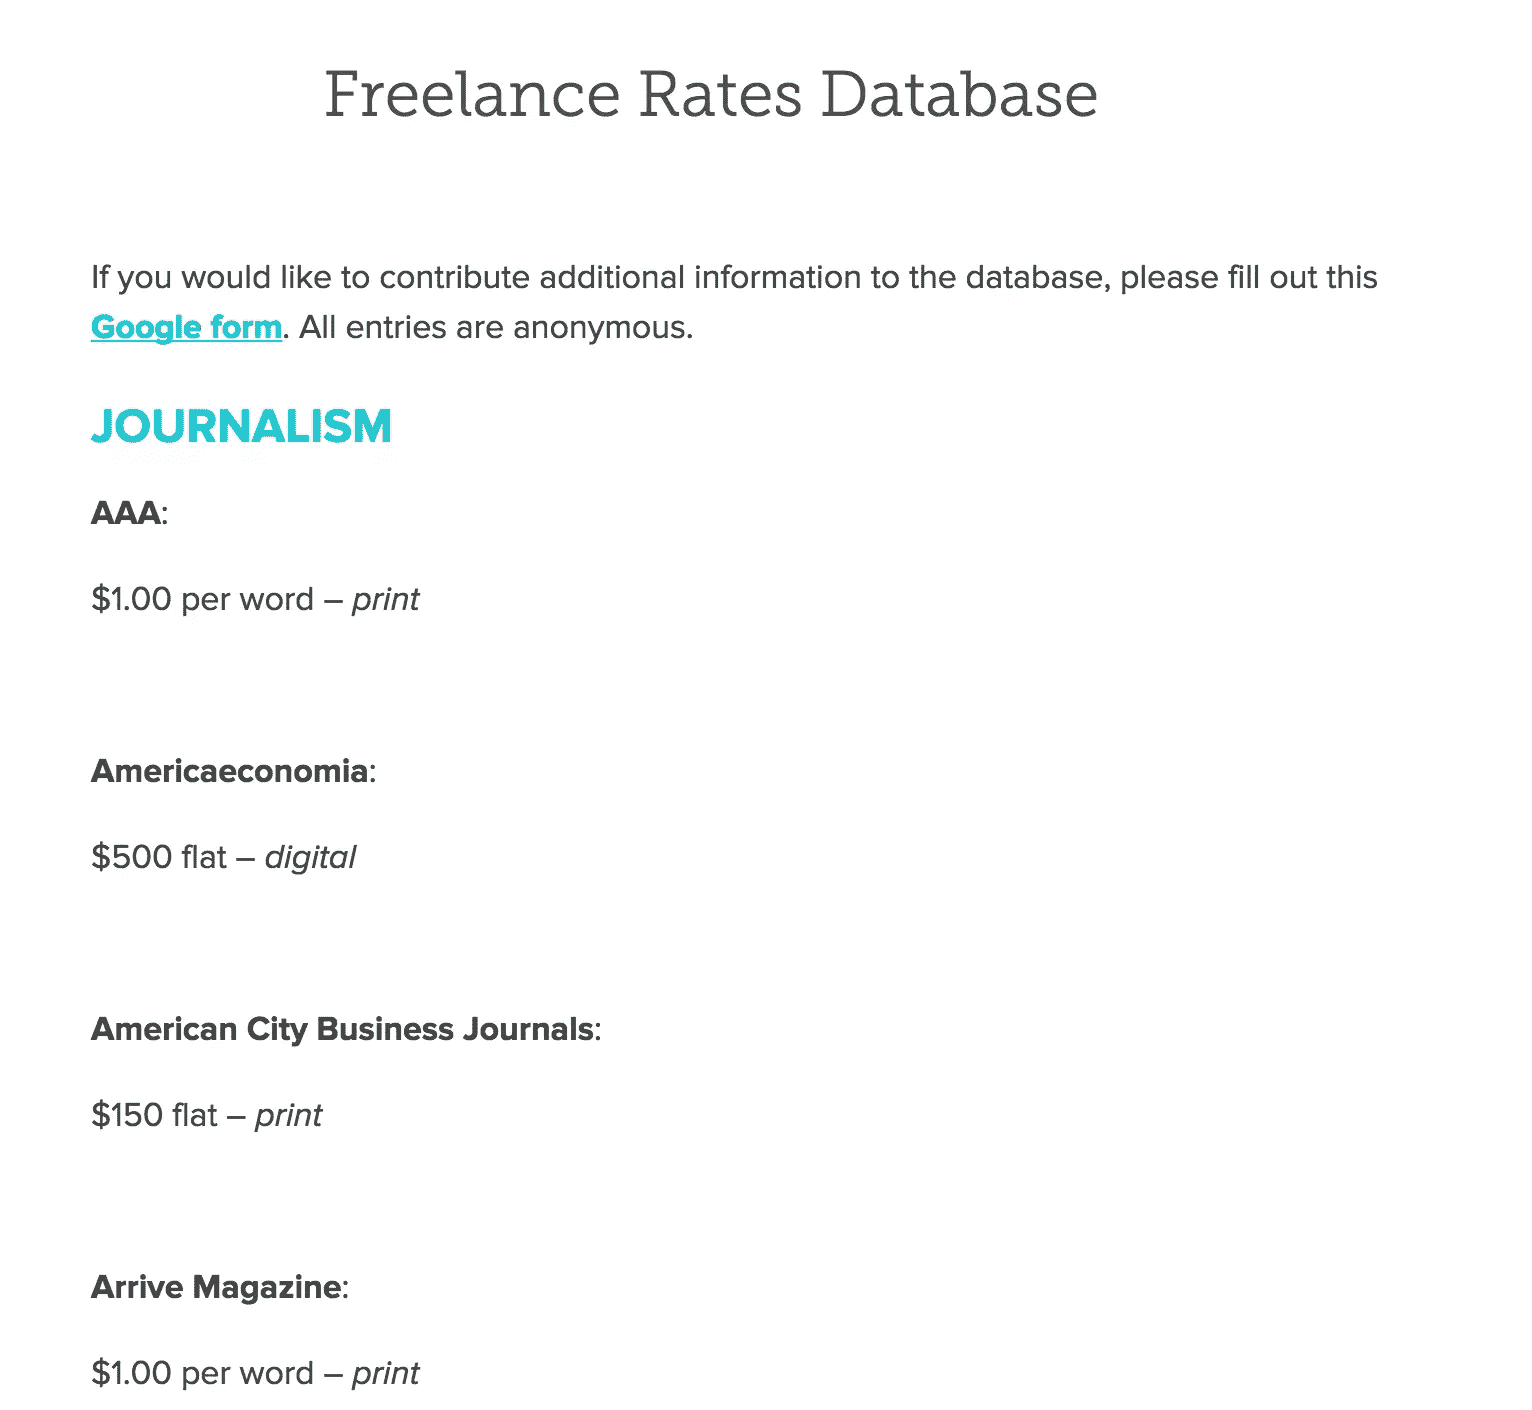 Freelance Rates Database
If you would like to contribute additional information to the database, please fill out this
Google form. All entries are anonymous.
JOURNALISM
AAA:
$1.00 per word – print
Americaeconomia:
$500 flat – digital
American City Business Journals:
$150 flat – print
Arrive Magazine:
$1.00 per word – print